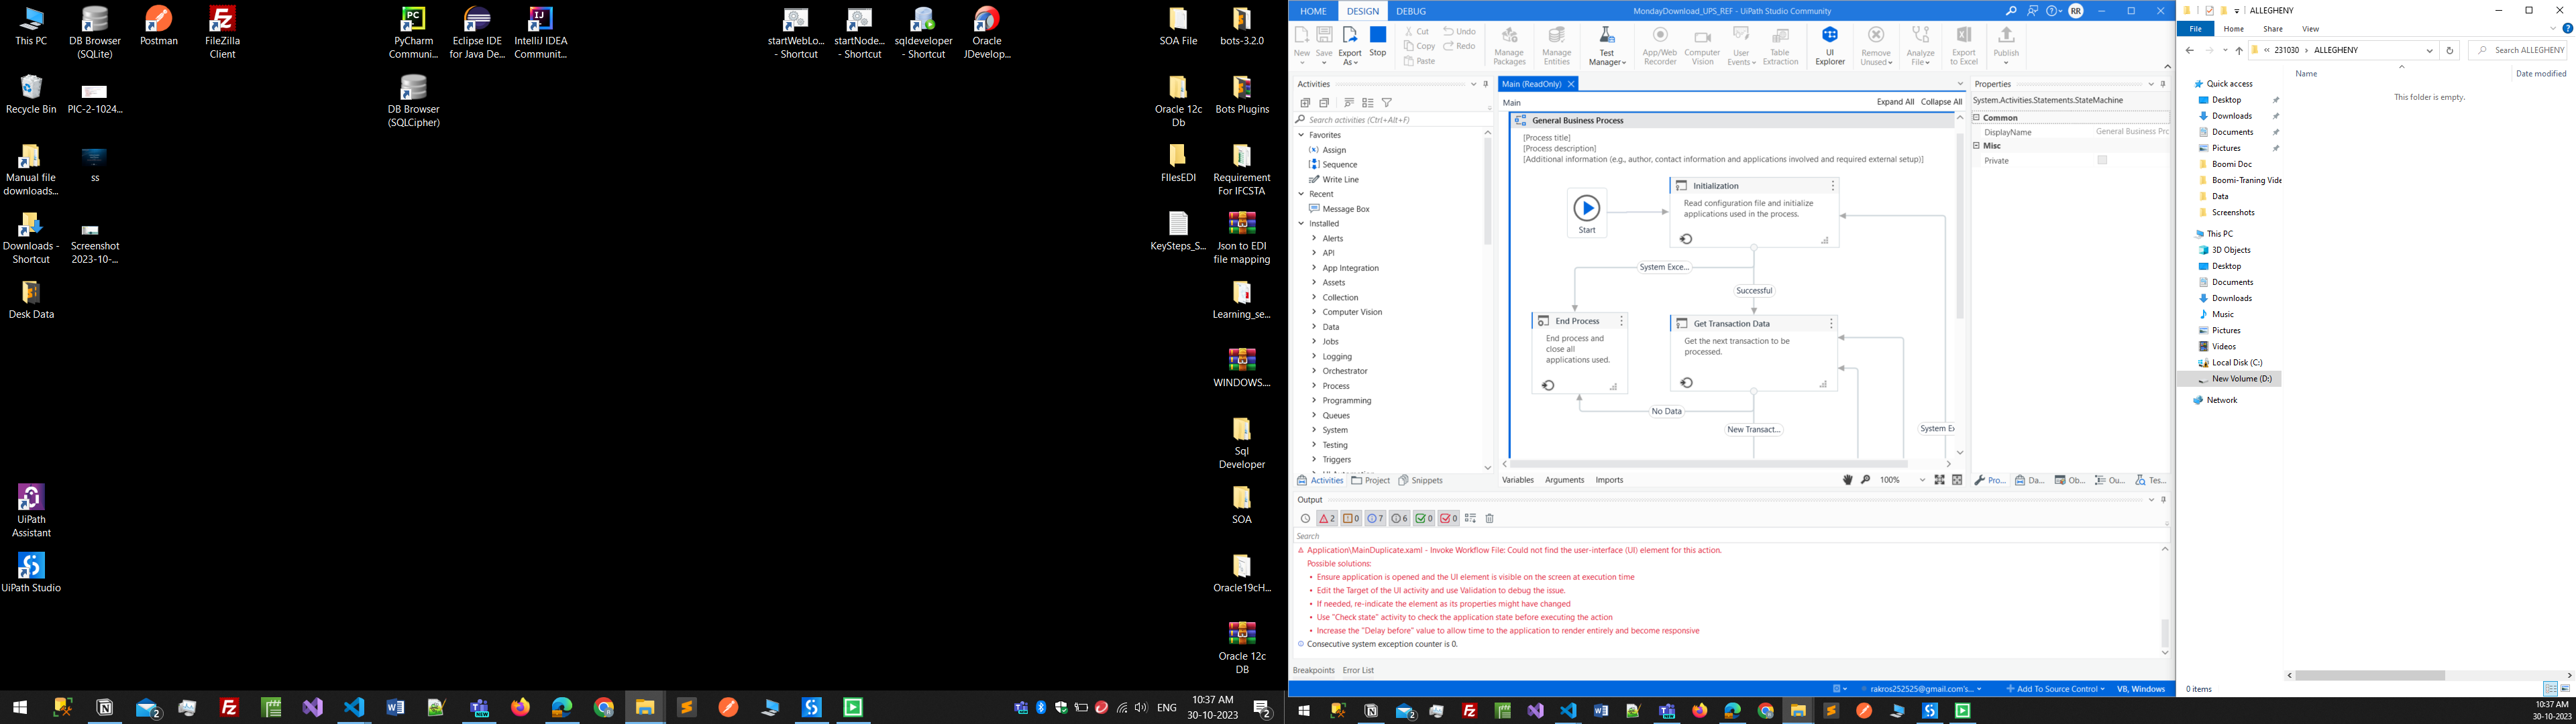 This PC
DB Browser
(SQLite)
Postman
FileZilla
Client
PyCharm
Communi...
Eclipse IDE
for Java De...
IntelliJ IDEA
Communit...
startWebLo...
- Shortcut
startNode...
- Shortcut
sqldeveloper
- Shortcut
Oracle
JDevelop...
SOA File
bots-3.2.0
Recycle Bin
PIC-2-1024...
DB Browser
(SQLCipher)
Oracle 12c
Db
Bots Plugins
Manual file
downloads...
ss
FIlesEDI
Requirement
For IFCSTA
Downloads -
Shortcut
Screenshot
2023-10-...
KeySteps_S...
Json to EDI
file mapping
Desk Data
Learning_se...
WINDOWS....
Sql
Developer
UiPath
Assistant
SOA
UiPath Studio
Oracle19cH...
Oracle 12c
DB
ENG
10:37 AM
30-10-2023
HOME
DESIGN
DEBUG
MondayDownload_UPS_REF - UiPath Studio Community
RR
New
Save
Export
As
Stop
Cut
Copy
Paste
Undo
Redo
Manage
Packages
Manage
Entities
Test
Manager
App/Web
Recorder
Computer
Vision
User
Events
Table
Extraction
UI
Explorer
Remove
Unused
Analyze
File
Export
to Excel
Publish
Activities
Search activities (Ctrl+Alt+F)
Favorites
Assign
Sequence
Write Line
Recent
Message Box
Installed
Alerts
API
App Integration
Assets
Collection
Computer Vision
Data
Jobs
Logging
Orchestrator
Process
Programming
Queues
System
Testing
Triggers
Activities
Project
Snippets
Main (ReadOnly)
Main
Expand All
Collapse All
General Business Process
[Process title]
[Process description]
[Additional information (e.g., author, contact information and applications involved and required external setup)]
Start
Initialization
Read configuration file and initialize
applications used in the process.
System Exce...
Successful
End Process
End process and
close all
applications used.
Get Transaction Data
Get the next transaction to be
processed.
No Data
New Transact...
System Ex
Variables
Arguments
Imports
100%
Properties
System.Activities.Statements.StateMachine
Common
DisplayName
General Business Prc
Misc
Private
Pro...
Da...
Ob...
Ou...
Tes...
Output
2
0
7
6
0
0
Search
Application\MainDuplicate.xaml - Invoke Workflow File: Could not find the user-interface (UI) element for this action.
Possible solutions:
• Ensure application is opened and the UI element is visible on the screen at execution time
• Edit the Target of the UI activity and use Validation to debug the issue.
• If needed, re-indicate the element as its properties might have changed
• Use "Check state" activity to check the application state before executing the action
• Increase the "Delay before" value to allow time to the application to render entirely and become responsive
Consecutive system exception counter is 0.
Breakpoints
Error List
rakros252525@gmail.com's...
Add To Source Control
VB, Windows
ALLEGHENY
File
Home
Share
View
231030
ALLEGHENY
Search ALLEGHENY
Name
Date modified
This folder is empty.
Quick access
Desktop
Downloads
Documents
Pictures
Boomi Doc
Boomi-Traning Vide
Data
Screenshots
This PC
3D Objects
Desktop
Documents
Downloads
Music
Pictures
Videos
Local Disk (C:)
New Volume (D:)
Network
0 items
10:37 AM
30-10-2023